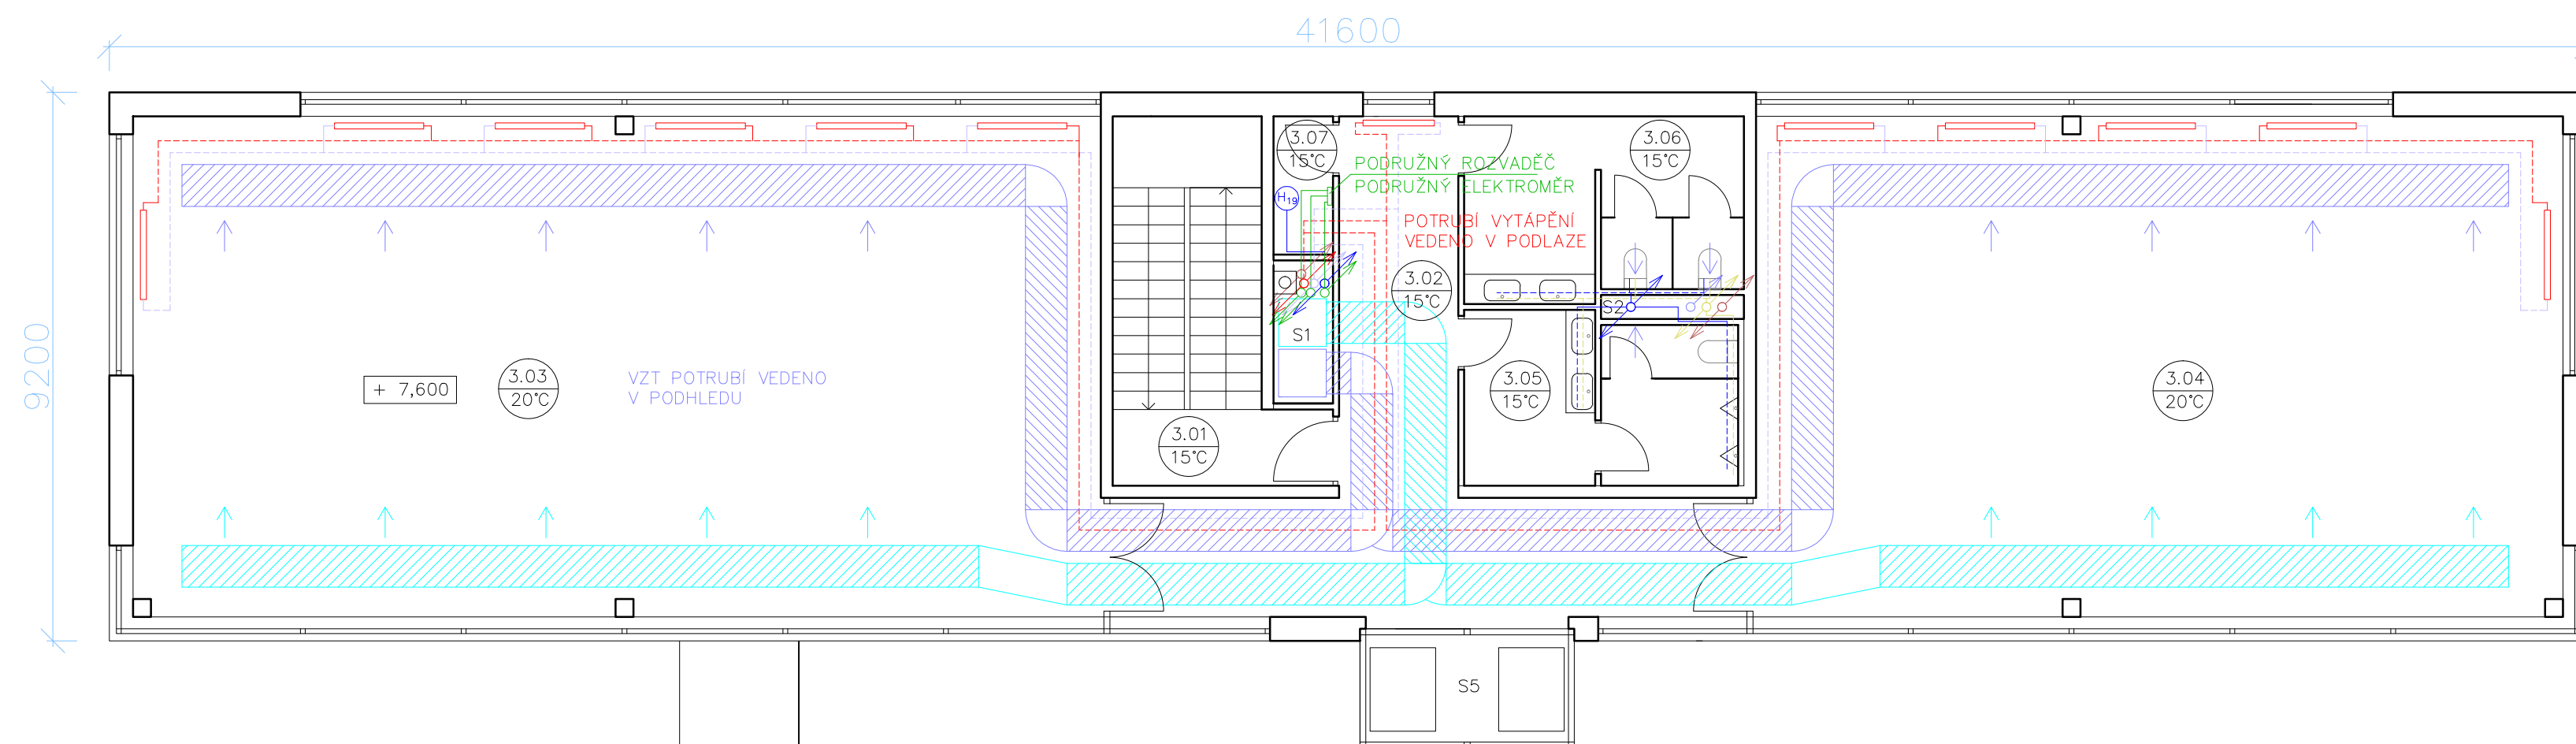 41600
9200
3.07
15°C
3.06
15°C
PODRUŽNÝ ROZVADĚČ
PODRUŽNÝ ELEKTROMĚR
H19
POTRUBÍ VYTÁPĚNÍ
VEDENO V PODLAZE
3.02
15°C
S2
S1
+ 7,600
3.03
20°C
VZT POTRUBÍ VEDENO
V PODHLEDU
3.05
15°C
3.04
20°C
3.01
15°C
S5